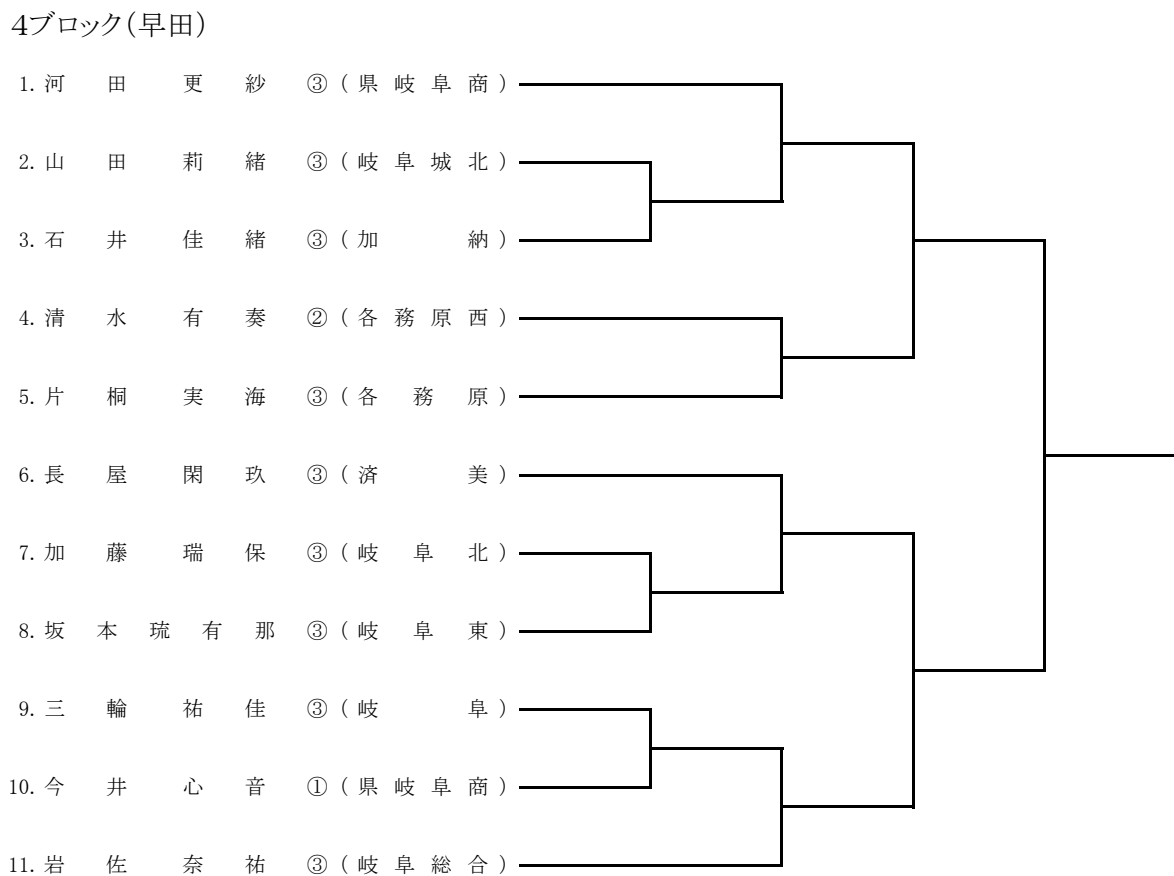 4ブロック(早田)
1. 河田更紗 ③ (県岐阜商)
2. 山田莉緒 ③ (岐阜城北)
3. 石井佳緒 ③ (加納)
4. 清水有奏 ② (各務原西)
5. 片桐実海 ③ (各務原)
6. 長屋閑玖 ③ (済美)
7. 加藤瑞保 ③ (岐阜北)
8. 坂本琉有那 ③ (岐阜東)
9. 三輪祐佳 ③ (岐阜)
10. 今井心音 ① (県岐阜商)
11. 岩佐奈祐 ③ (岐阜総合)